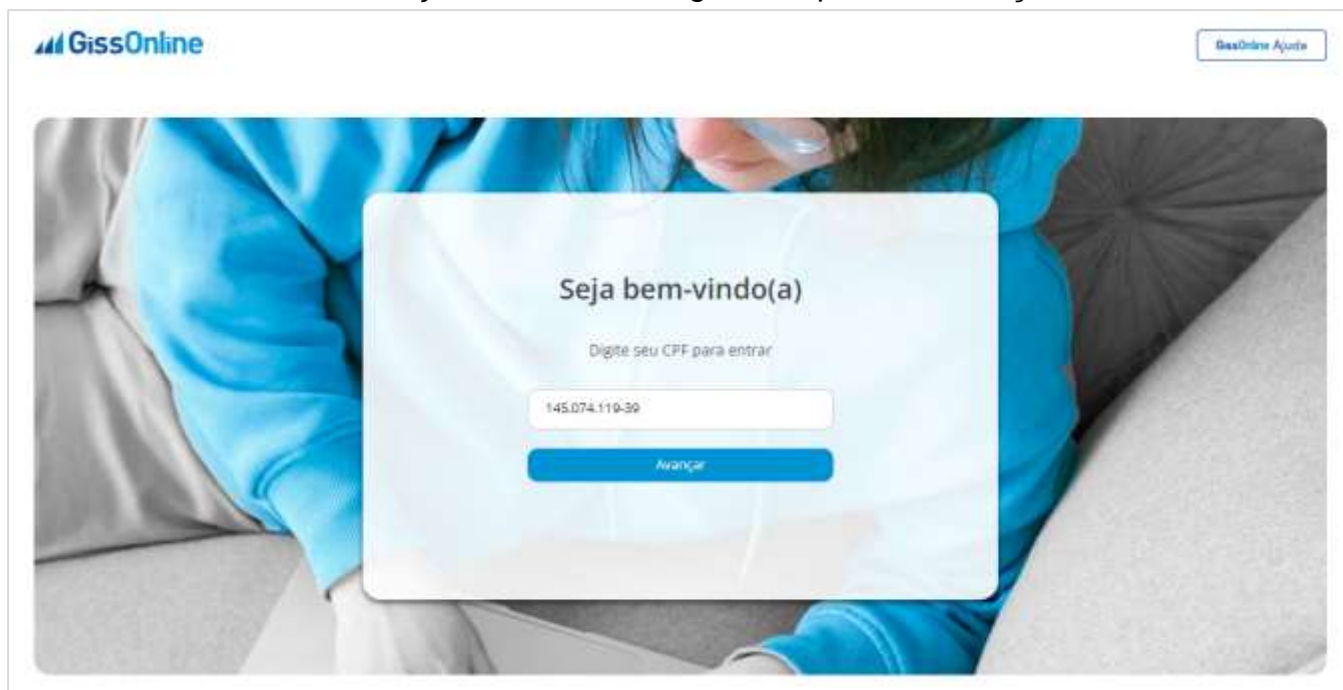 GissOnline
GissOnline Ajuda
Seja bem-vindo(a)
Digite seu CPF para entrar
145.074.119-39
Avançar